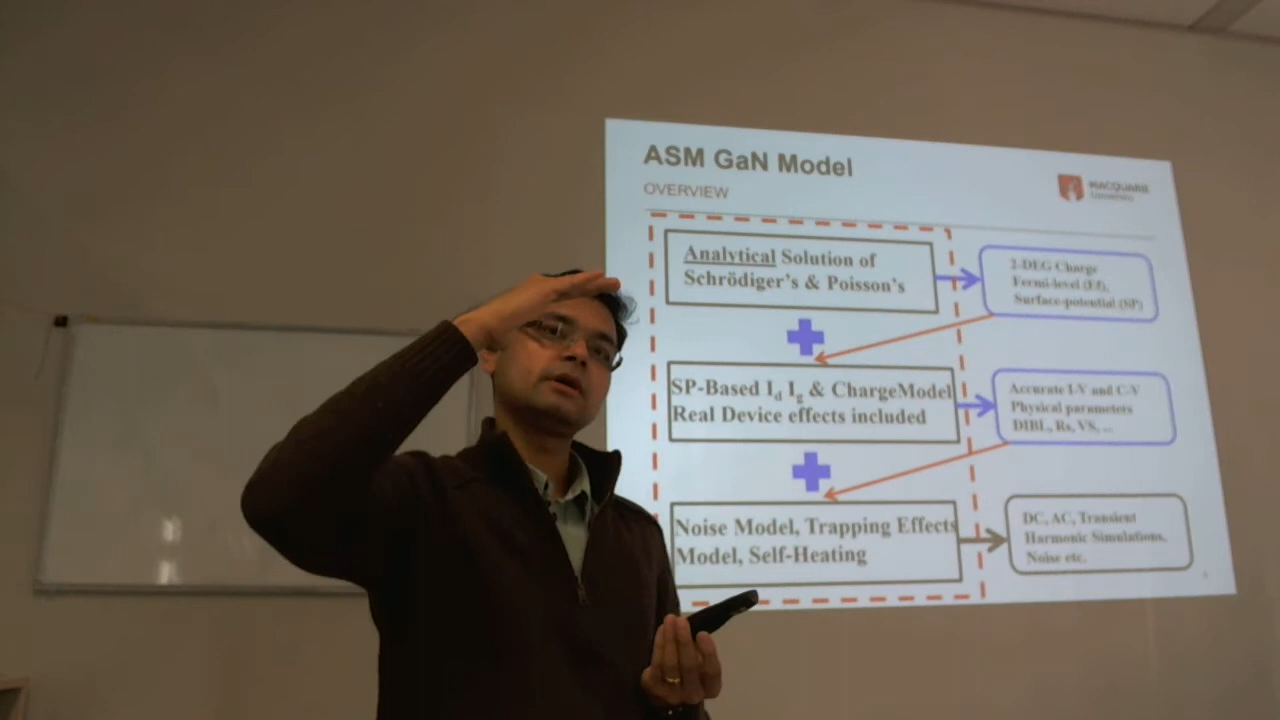 ASM GaN Model
OVERVIEW
MACQUARIE
University
Analytical Solution of
Schrödiger's & Poisson's
2-DEG Charge
Fermi-level (Ef),
Surface-potential (SP)
SP-Based Id Ig & ChargeModel
Real Device effects included
Accurate I-V and C-V
Physical parameters
DIBL, Rs, VS, ...
Noise Model, Trapping Effects
Model, Self-Heating
DC, AC, Transient
Harmonic Simulations,
Noise etc.